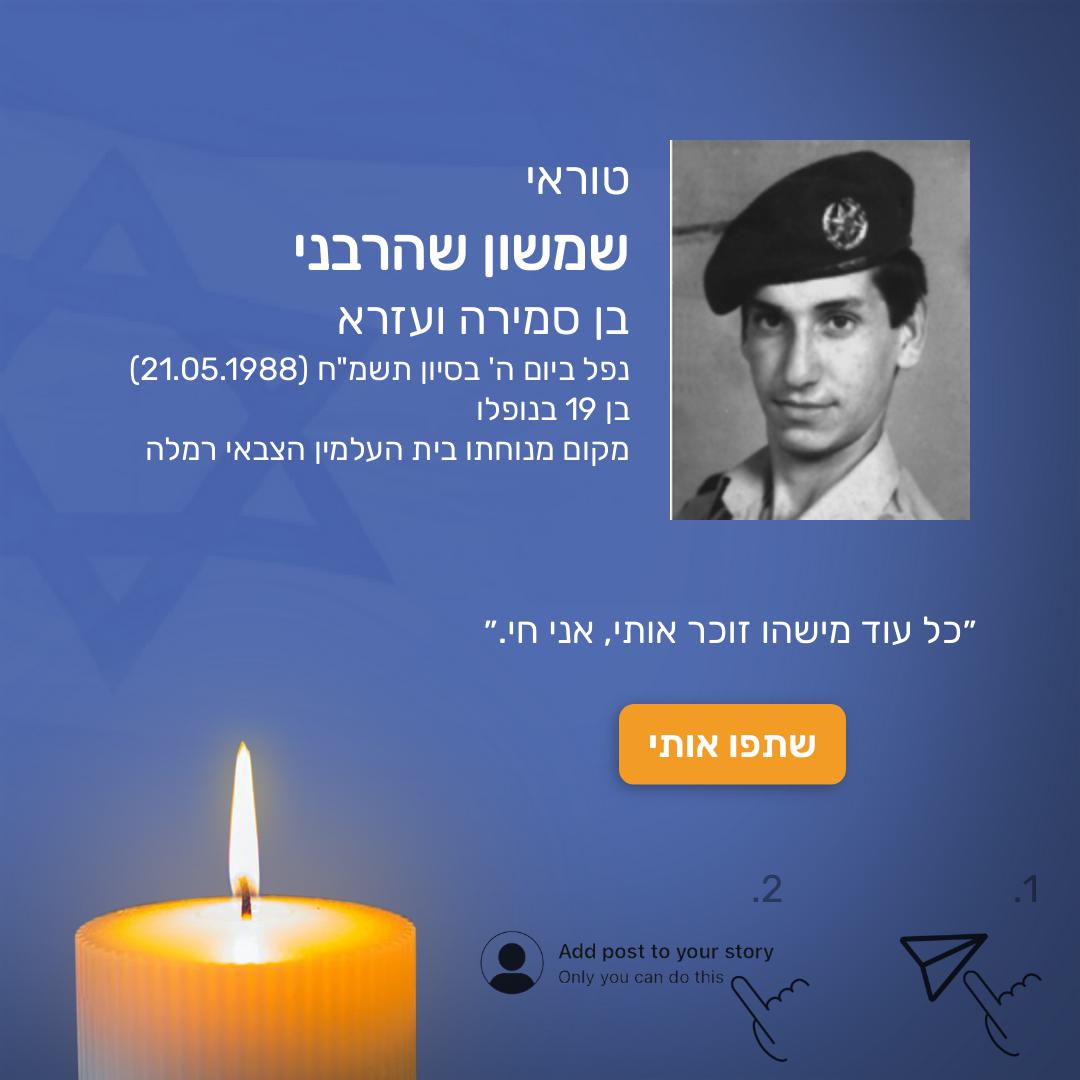 טוראי
שמשון שהרבני
בן סמירה ועזרא
נפל ביום ה' בסיון תשמ"ח (21.05.1988)
בן 19 בנופלו
מקום מנוחתו בית העלמין הצבאי רמלה
״כל עוד מישהו זוכר אותי, אני חי.״
שתפו אותי
.1
.2
Add post to your story
Only you can do this